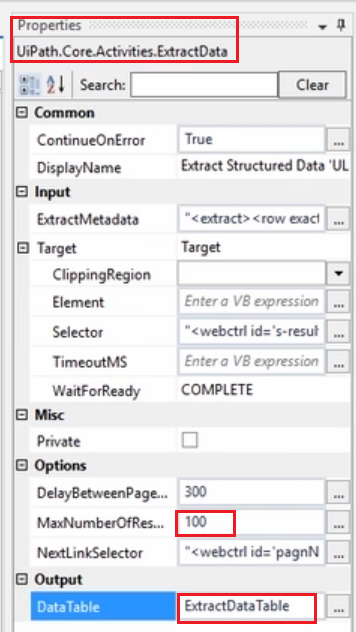 Properties
UiPath.Core.Activities.ExtractData
Search: Clear
Common
ContinueOnError True ...
DisplayName Extract Structured Data 'UL
Input
ExtractMetadata "<extract><row exact ...
Target Target
ClippingRegion
Element Enter a VB expression ...
Selector "<webctrl id='s-resul ...
TimeoutMS Enter a VB expression ...
WaitForReady COMPLETE
Misc
Private
Options
DelayBetweenPage... 300 ...
MaxNumberOfRes... 100 ...
NextLinkSelector "<webctrl id='pagnN ...
Output
DataTable ExtractDataTable ...